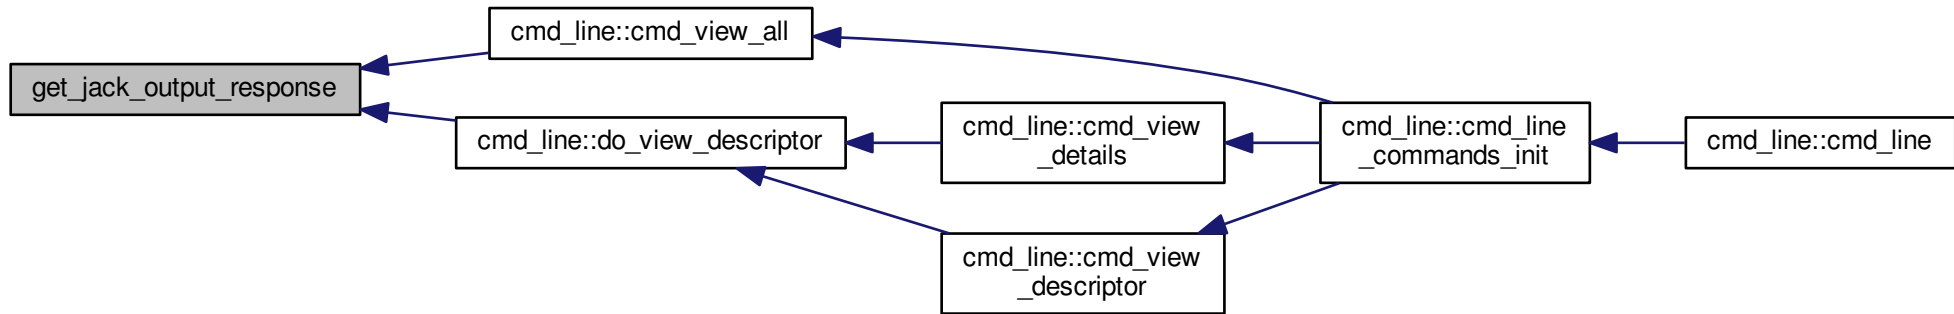 get_jack_output_response
cmd_line::cmd_view_all
cmd_line::do_view_descriptor
cmd_line::cmd_view
_details
cmd_line::cmd_view
_descriptor
cmd_line::cmd_line
_commands_init
cmd_line::cmd_line